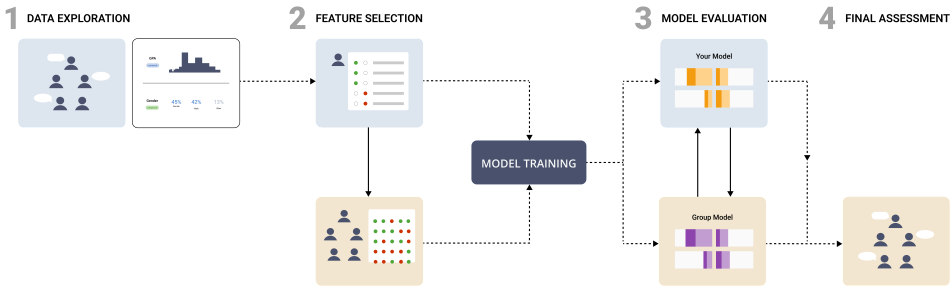 1 DATA EXPLORATION
2 FEATURE SELECTION
3 MODEL EVALUATION
4 FINAL ASSESSMENT
GPA
Gender
45% 42% 13%
MODEL TRAINING
Your Model
Group Model